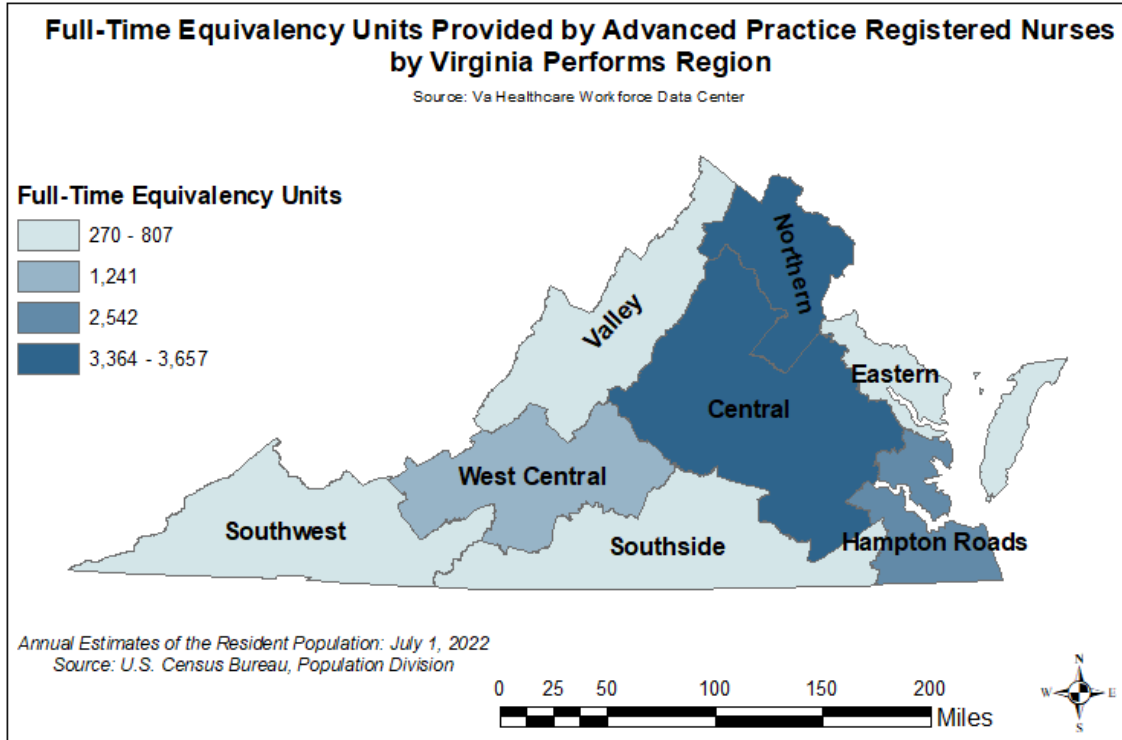 Full-Time Equivalency Units Provided by Advanced Practice Registered Nurses
by Virginia Performs Region
Source: Va Healthcare Workforce Data Center
Full-Time Equivalency Units
270 - 807
1,241
2,542
3,364 - 3,657
Northern
Valley
Eastern
Central
West Central
Southwest
Southside
Hampton Roads
Annual Estimates of the Resident Population: July 1, 2022
Source: U.S. Census Bureau, Population Division
0 25 50 100 150 200
Miles
N
W E
S